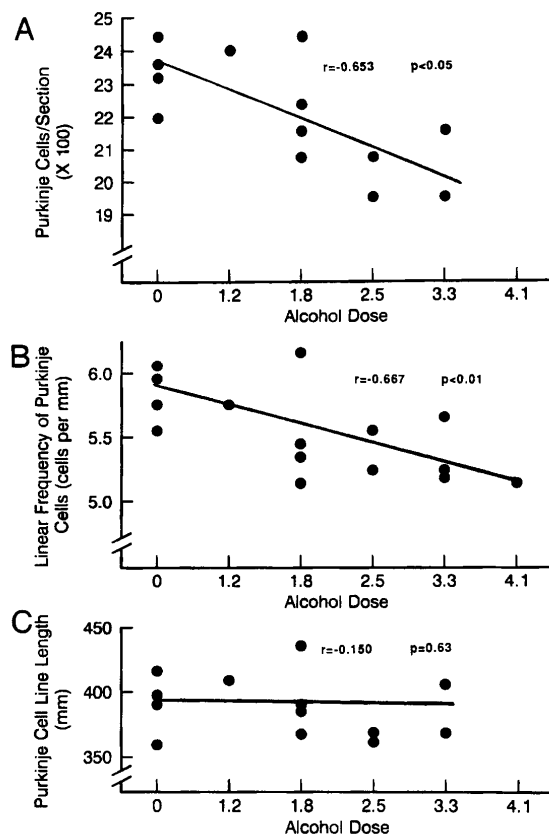 A
Purkinje Cells/Section
(X 100)
25
24
23
22
21
20
19
r=-0.653 p<0.05
0 1.2 1.8 2.5 3.3 4.1
Alcohol Dose
B
Linear Frequency of Purkinje
Cells (cells per mm)
6.0
5.5
5.0
r=-0.667 p<0.01
0 1.2 1.8 2.5 3.3 4.1
Alcohol Dose
C
Purkinje Cell Line Length
(mm)
450
400
350
r=-0.150 p=0.63
0 1.2 1.8 2.5 3.3 4.1
Alcohol Dose